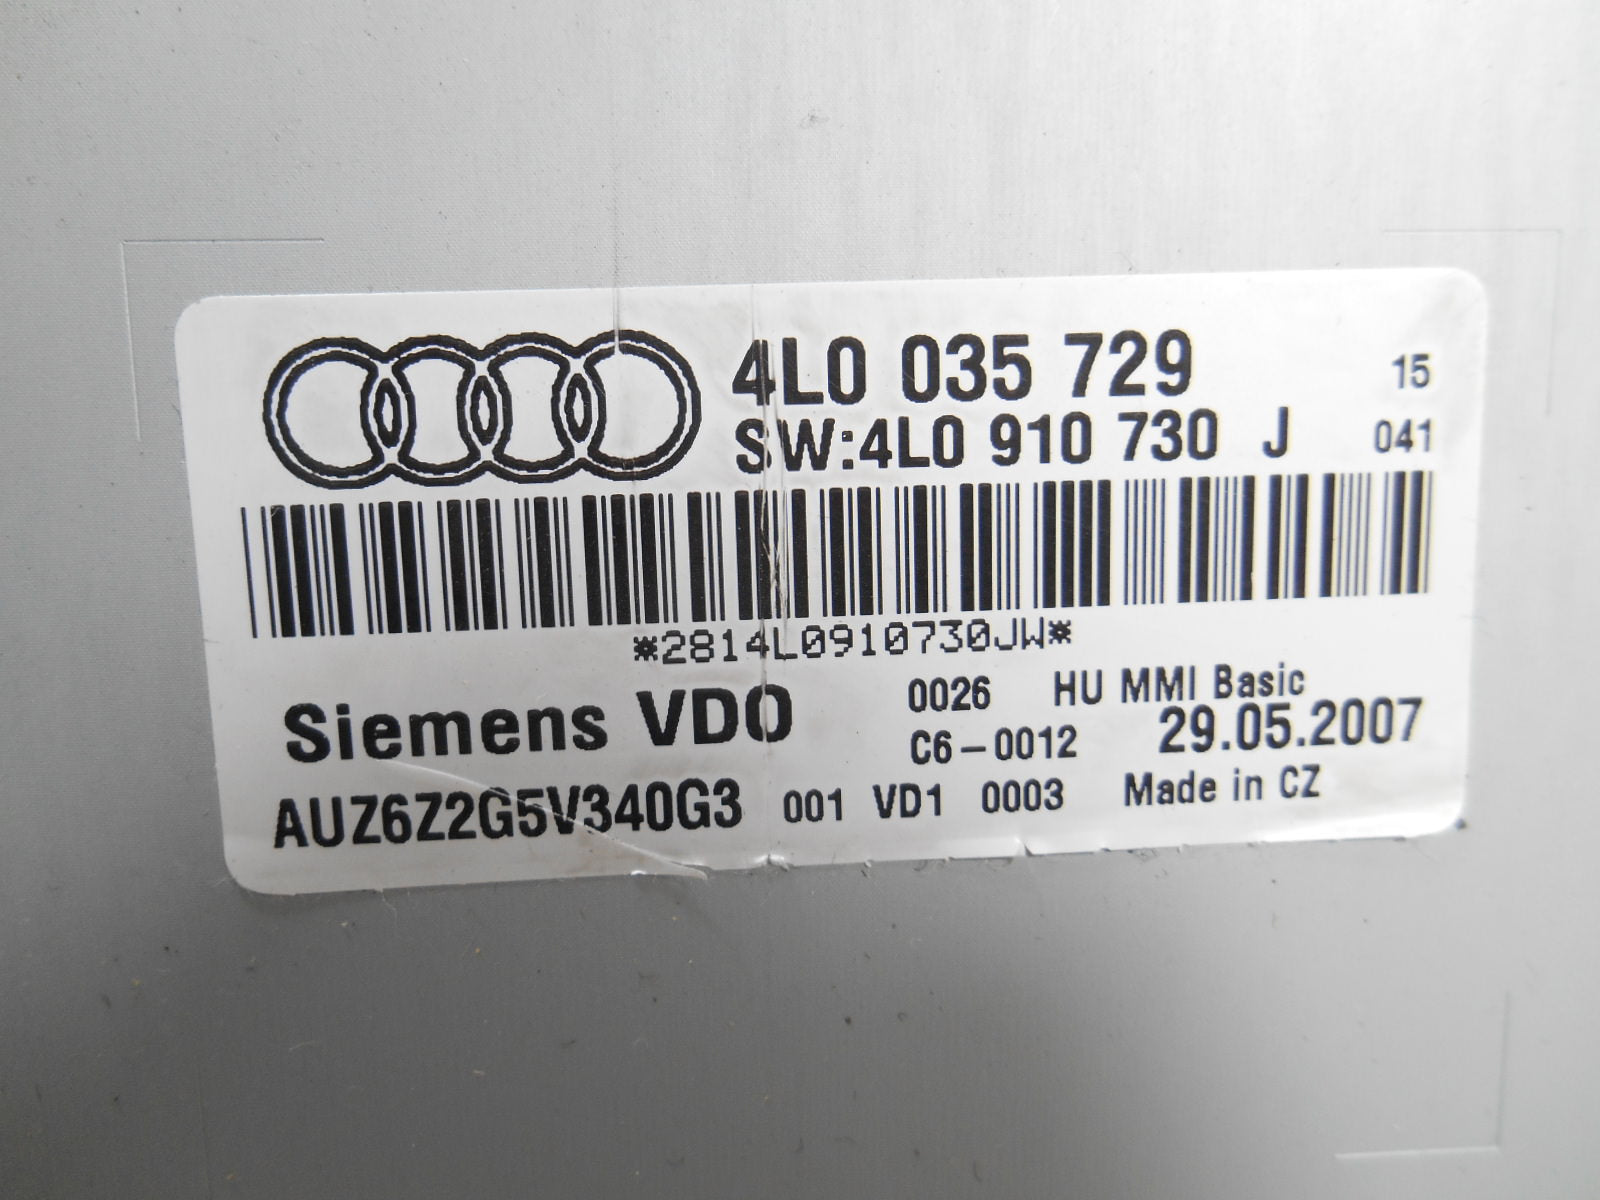 4L0 035 729 15
SW:4L0 910 730 J 041
*2814L0910730JW*
Siemens VDO 0026 HU MMI Basic
C6-0012 29.05.2007
AUZ6Z2G5V340G3 001 VD1 0003 Made in CZ